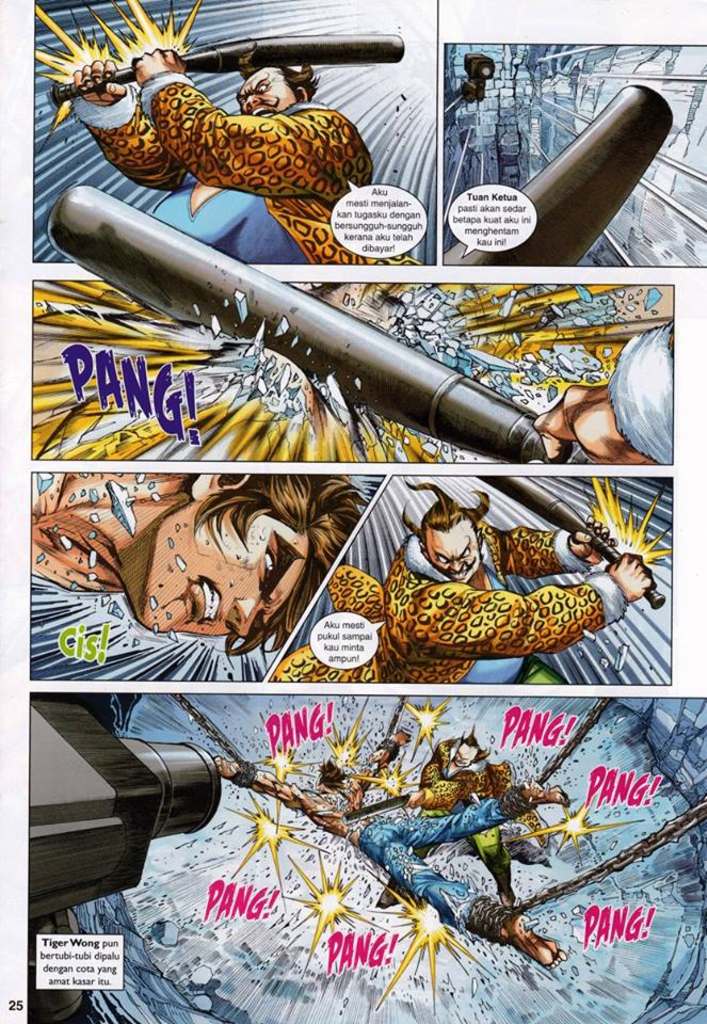 Aku
mesti menjalan-
kan tugasku dengan
bersungguh-sungguh
kerana aku telah
dibayar!
Tuan Ketua
pasti akan sedar
betapa kuat aku ini
menghentam
kau ini!
PANG!
Cis!
Aku mesti
pukul sampai
kau minta
ampun!
PANG!
PANG!
PANG!
PANG!
PANG!
PANG!
Tiger Wong pun
bertubi-tubi dipalu
dengan cota yang
amat kasar itu.
25